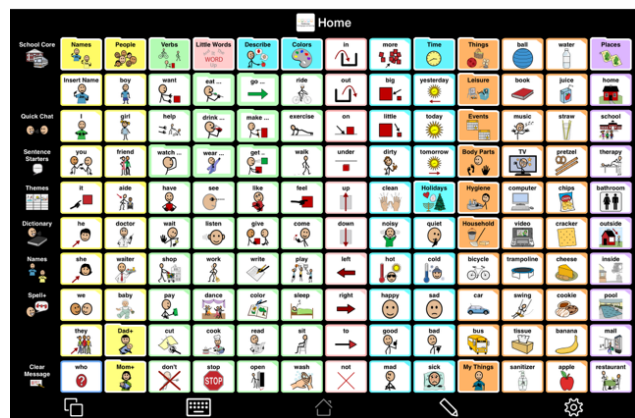 Home
School Core
Names People Verbs Little Words Describe Colors in more Time Things ball water Places
WORD
Insert Name boy want eat ... go ... ride out big yesterday Leisure book juice home
Quick Chat
I girl help drink ... make ... exercise on little today Events music straw school
Sentence Starters
you friend watch ... wear ... get ... walk under dirty tomorrow Body Parts TV pretzel therapy
Themes
it aide have see like feel up clean Holidays Hygiene computer chips bathroom
Dictionary
he doctor wait listen give come down noisy quiet Household video cracker outside
Names
she waiter shop work write play left hot cold bicycle trampoline cheese inside
Spell+
we baby pay dance color sleep right happy sad car swing cookie pool
they Dad+ cut cook read sit to good bad bus tissue banana mall
Clear Message
who Mom+ don't stop open wash not mad sick My Things sanitizer apple restaurant
STOP